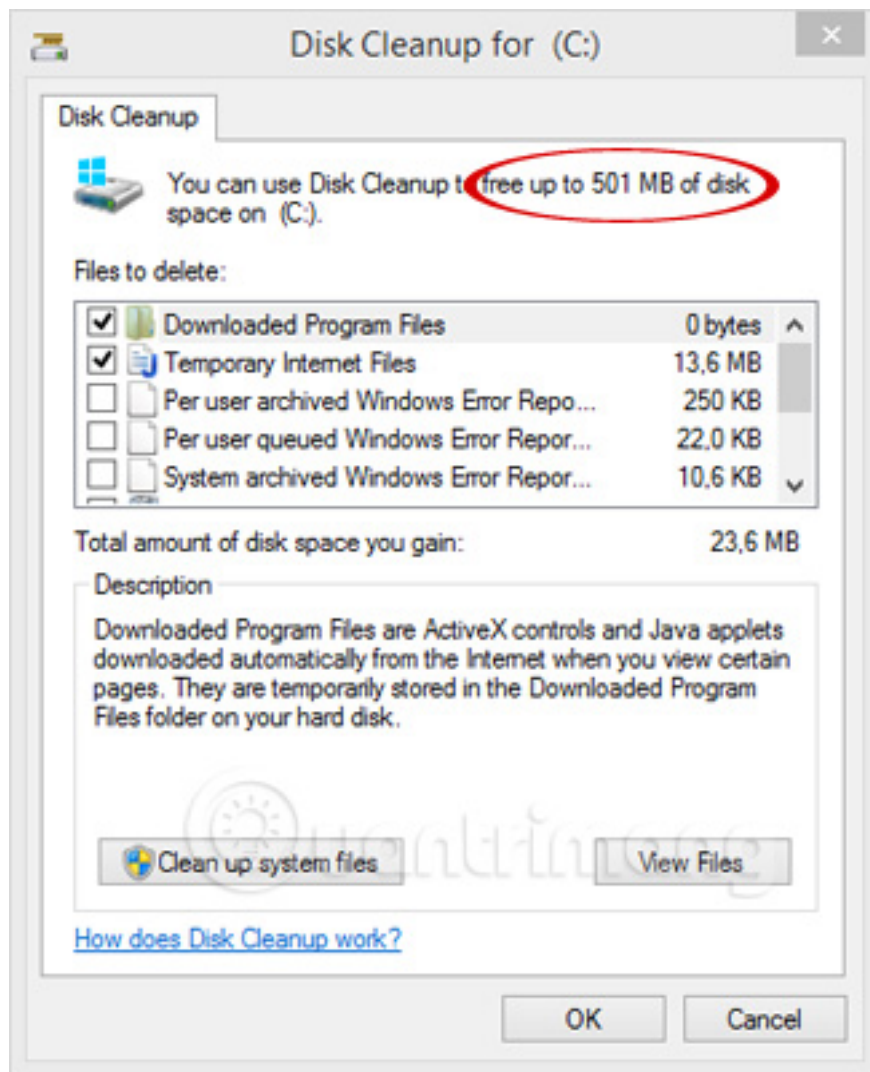 Disk Cleanup for (C:)
Disk Cleanup
You can use Disk Cleanup to free up to 501 MB of disk
space on (C:).
Files to delete:
Downloaded Program Files 0 bytes
Temporary Internet Files 13,6 MB
Per user archived Windows Error Repo... 250 KB
Per user queued Windows Error Repor... 22,0 KB
System archived Windows Error Repor... 10,6 KB
Total amount of disk space you gain: 23,6 MB
Description
Downloaded Program Files are ActiveX controls and Java applets
downloaded automatically from the Internet when you view certain
pages. They are temporarily stored in the Downloaded Program
Files folder on your hard disk.
Quantrimang
Clean up system files View Files
How does Disk Cleanup work?
OK Cancel